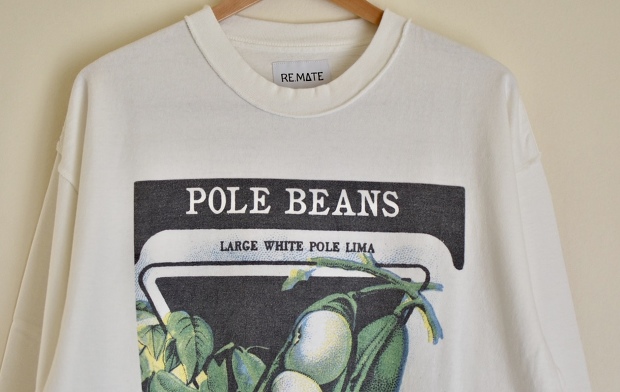 RE.MATE
POLE BEANS
LARGE WHITE POLE LIMA